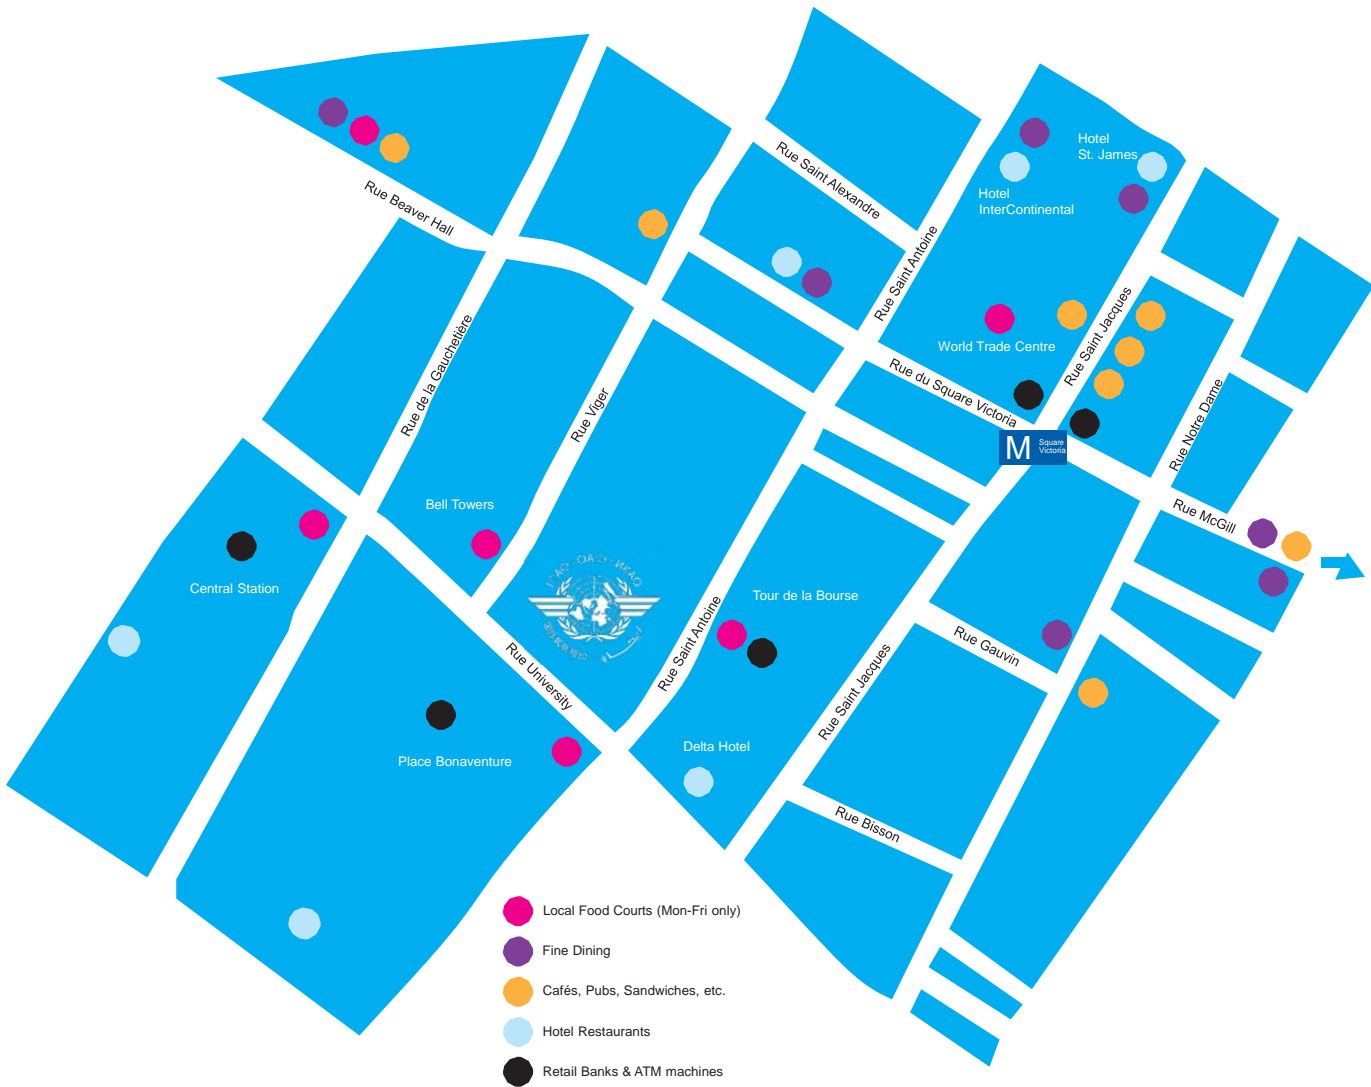 Hotel
St. James
Rue Saint Alexandre
Rue Beaver Hall
Hotel
InterContinental
Rue Saint Antoine
Rue Saint Jacques
World Trade Centre
Rue de la Gauchetière
Rue Viger
Rue du Square Victoria
Rue Notre Dame
M
Square
Victoria
Bell Towers
Rue McGill
ICAO · OACI · ИКАО
Central Station
Tour de la Bourse
Rue Saint Antoine
Rue Gauvin
Rue University
Rue Saint Jacques
Delta Hotel
Place Bonaventure
Rue Bisson
Local Food Courts (Mon-Fri only)
Fine Dining
Cafés, Pubs, Sandwiches, etc.
Hotel Restaurants
Retail Banks & ATM machines